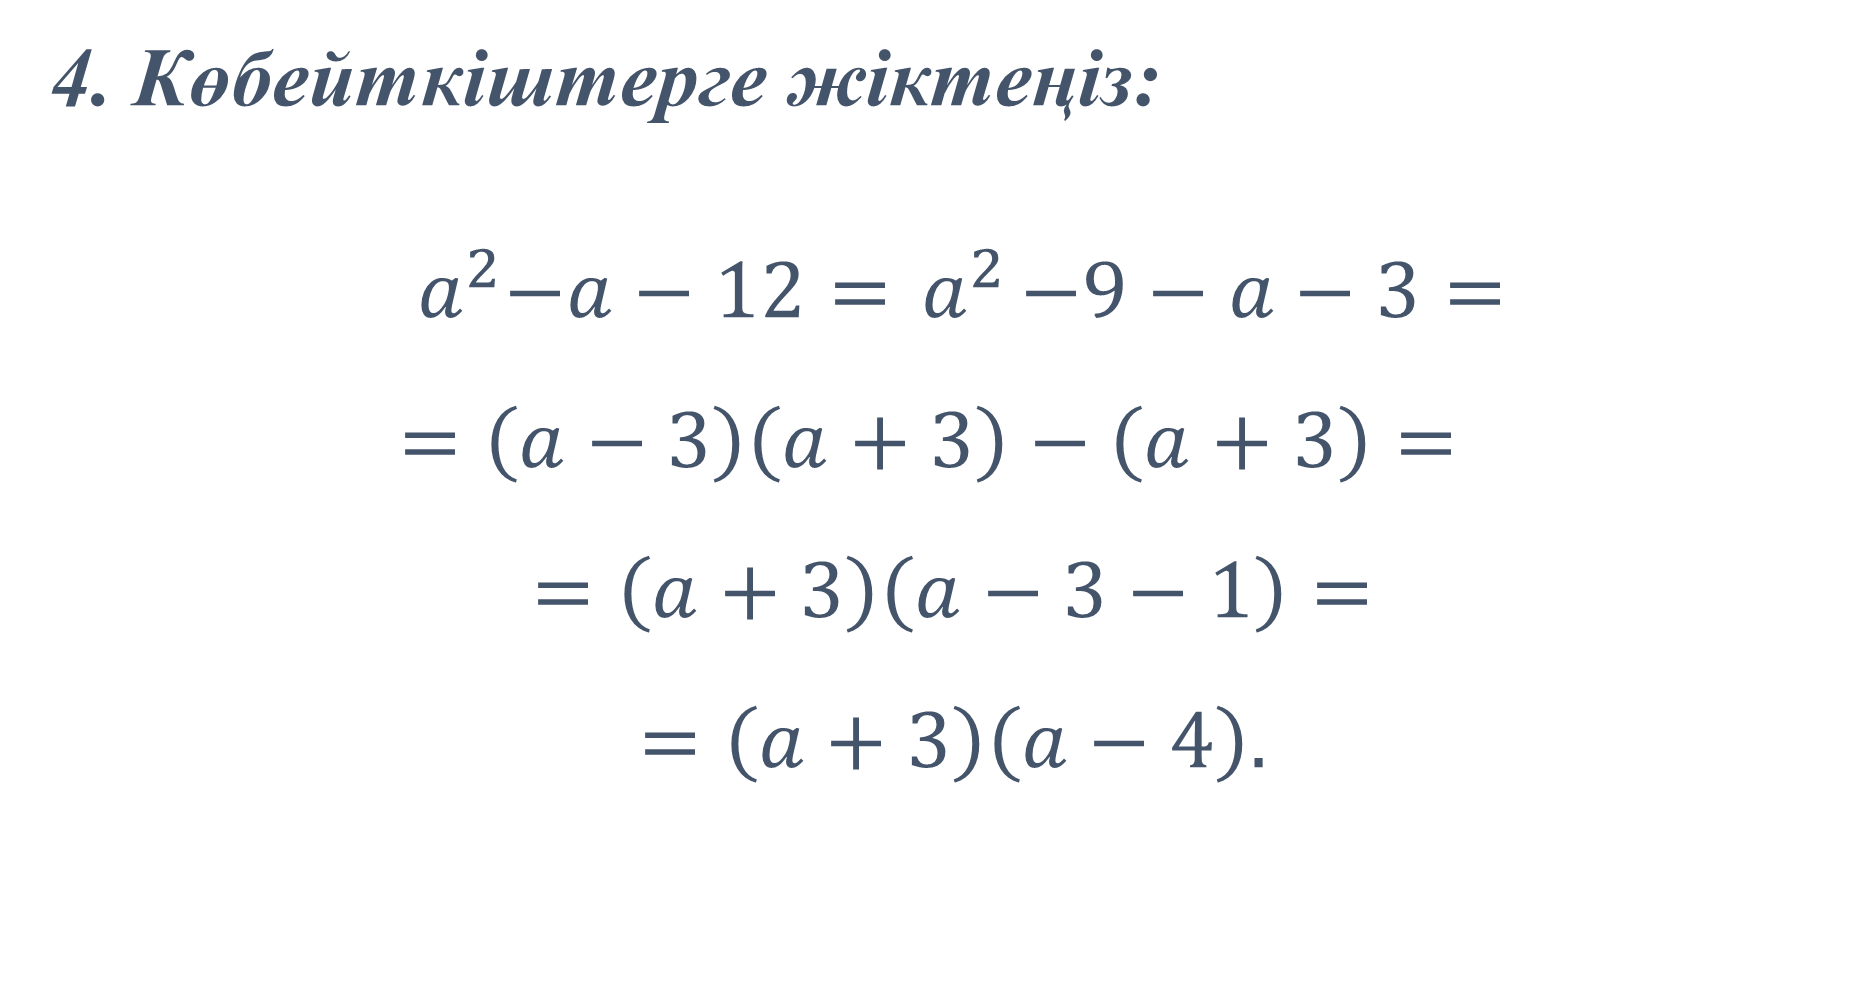 4. Көбейткіштерге жіктеңіз:
a²−a − 12 = a² −9 − a − 3 =
= (a − 3)(a + 3) − (a + 3) =
= (a + 3)(a − 3 − 1) =
= (a + 3)(a − 4).